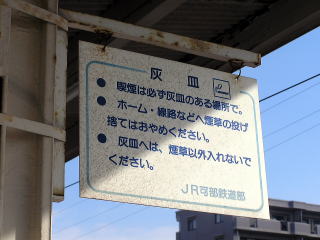 灰皿
● 喫煙は必ず灰皿のある場所で。
● ホーム・線路などへ煙草の投げ
捨てはおやめください。
● 灰皿へは、煙草以外入れないで
ください。
JR可部鉄道部